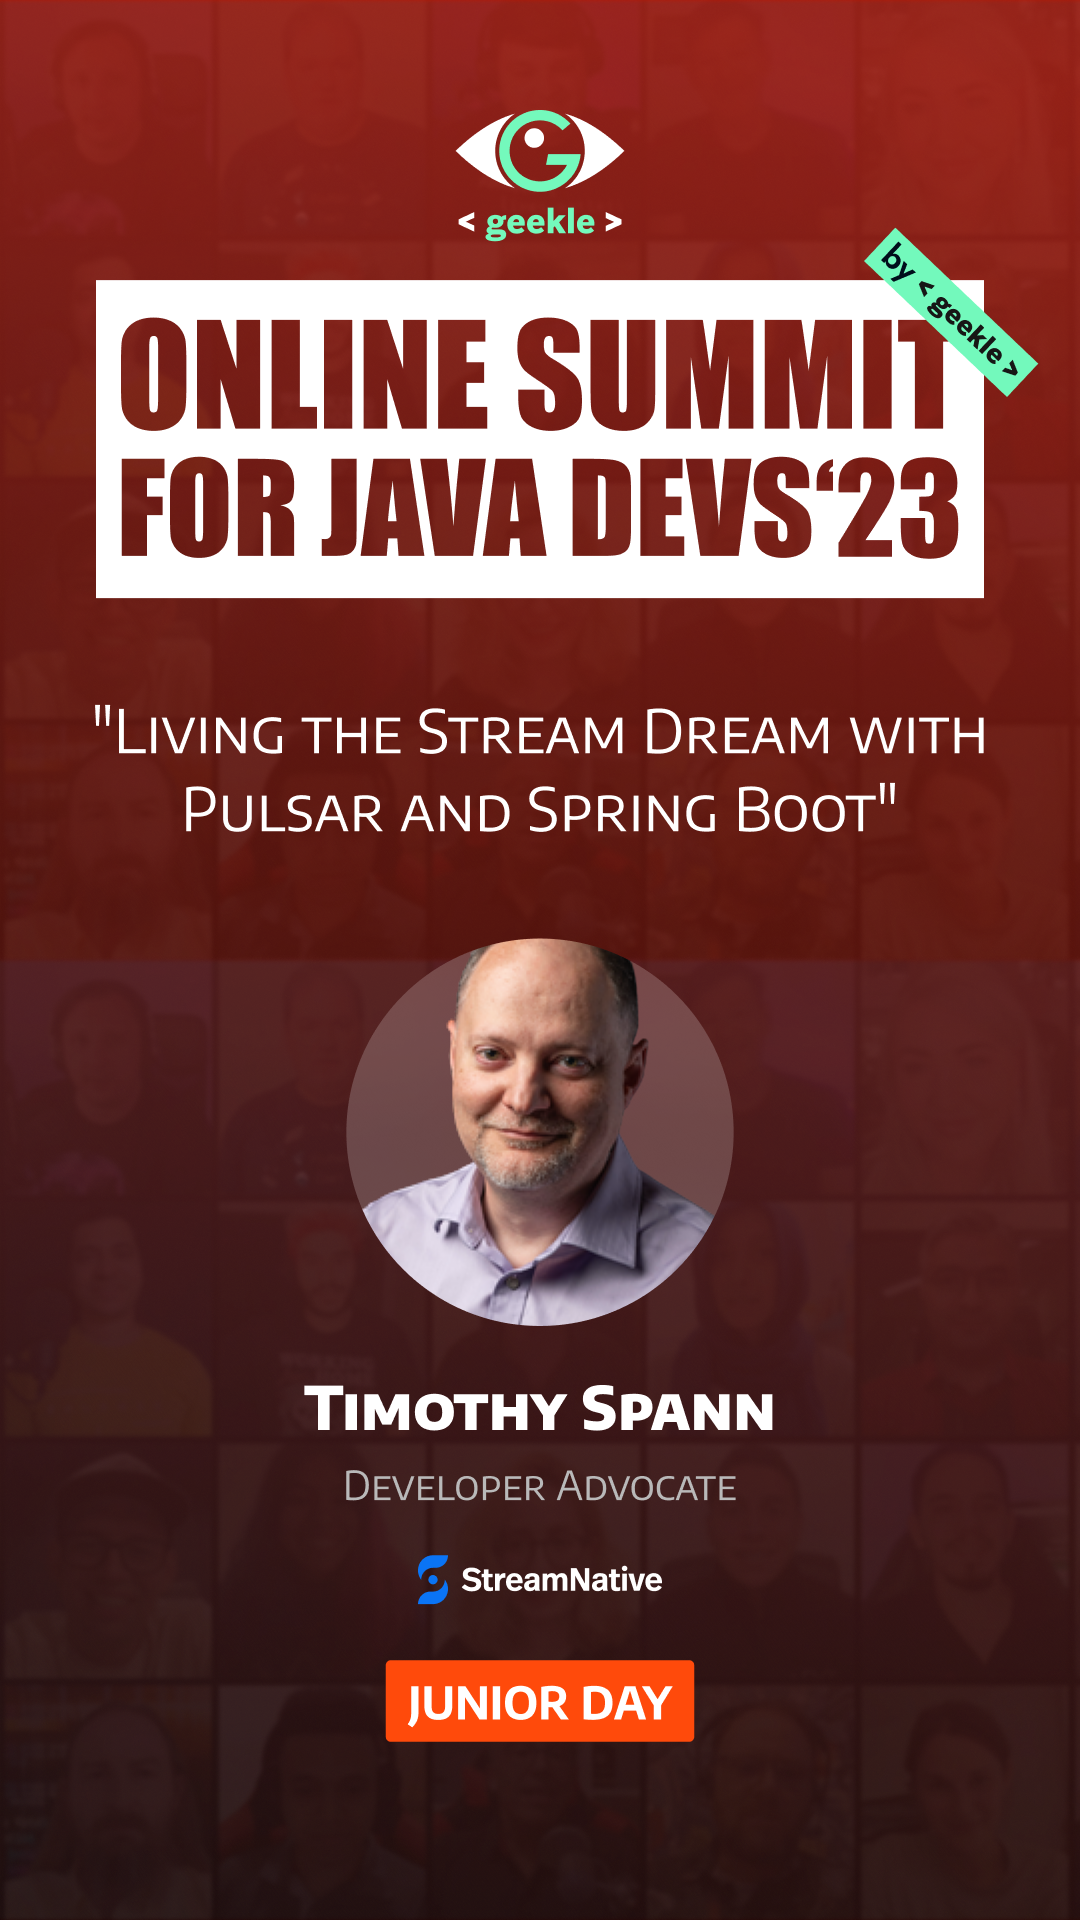 < geekle >
by < geekle >
ONLINE SUMMIT
FOR JAVA DEVS‘23
"Living the Stream Dream with
Pulsar and Spring Boot"
Timothy Spann
Developer Advocate
StreamNative
JUNIOR DAY